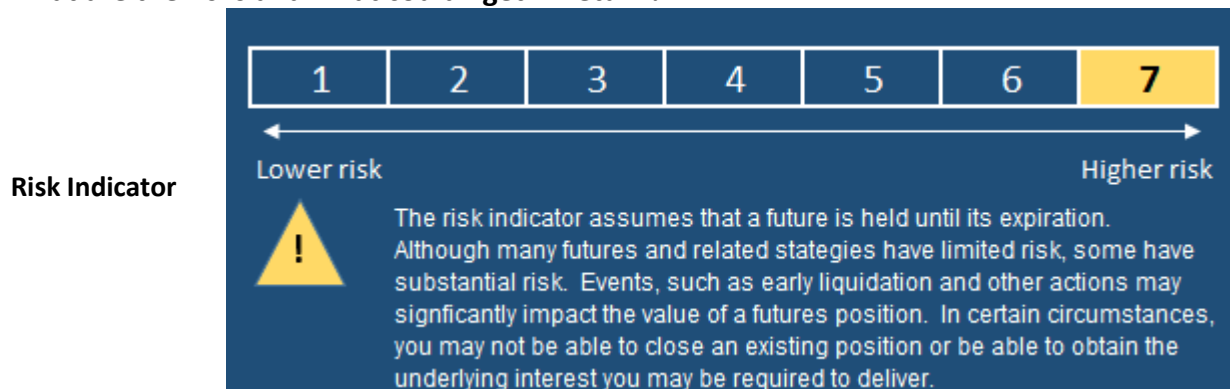 1 2 3 4 5 6 7
Lower risk Higher risk
Risk Indicator
!
The risk indicator assumes that a future is held until its expiration.
Although many futures and related stategies have limited risk, some have
substantial risk. Events, such as early liquidation and other actions may
signficantly impact the value of a futures position. In certain circumstances,
you may not be able to close an existing position or be able to obtain the
underlying interest you may be required to deliver.